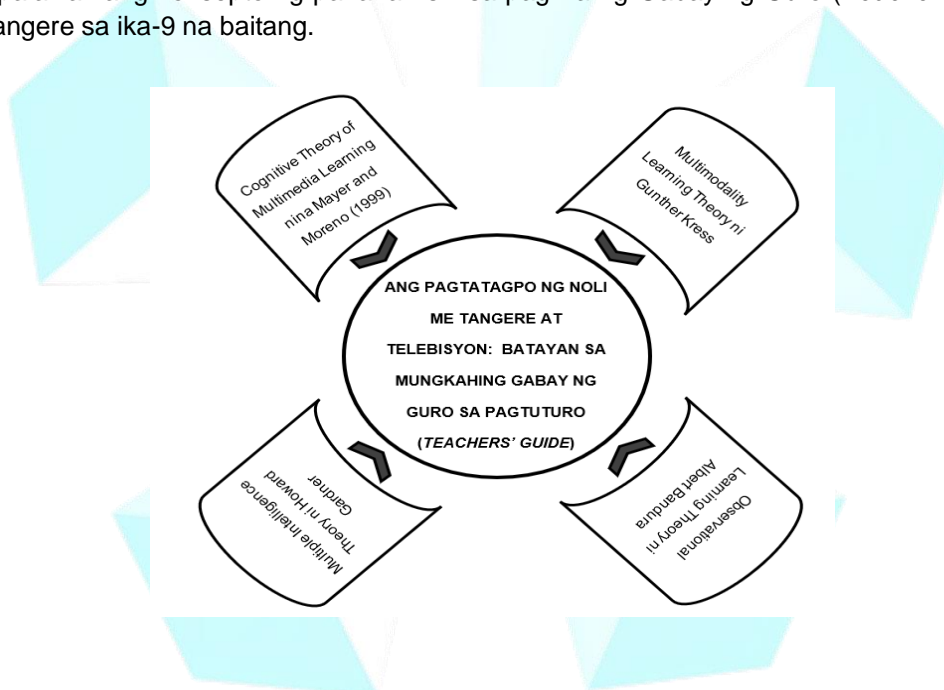 angere sa ika-9 na baitang.
Cognitive Theory of
Multimedia Learning
nina Mayer and
Moreno (1999)
Multimodality
Learning Theory ni
Gunther Kress
ANG PAGTATAGPO NG NOLI
ME TANGERE AT
TELEBISYON: BATAYAN SA
MUNGKAHING GABAY NG
GURO SA PAGTUTURO
(TEACHERS' GUIDE)
Multiple Intelligence
Theory ni Howard
Gardner
Observational
Learning Theory ni
Albert Bandura